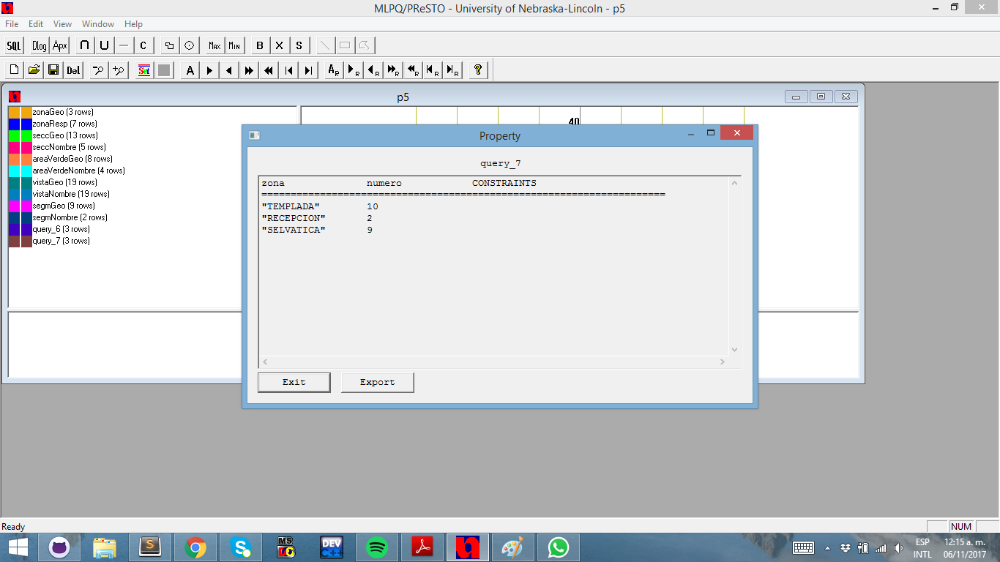 MLPQ/PReSTO - University of Nebraska-Lincoln - p5
File Edit View Window Help
SQL Dlog Apx C Max Min B X S
Del Set A A R R R R R R R ?
p5
zonaGeo (3 rows)
zonaResp (7 rows)
seccGeo (13 rows)
seccNombre (5 rows)
areaVerdeGeo (8 rows)
areaVerdeNombre (4 rows)
vistaGeo (19 rows)
vistaNombre (19 rows)
segmGeo (9 rows)
segmNombre (2 rows)
query_6 (3 rows)
query_7 (3 rows)
40
Property
query_7
zona numero CONSTRAINTS
=====================================================================
"TEMPLADA" 10
"RECEPCION" 2
"SELVATICA" 9
Exit Export
Ready NUM
S MS DEV C++
ESP 12:15 a. m.
INTL 06/11/2017